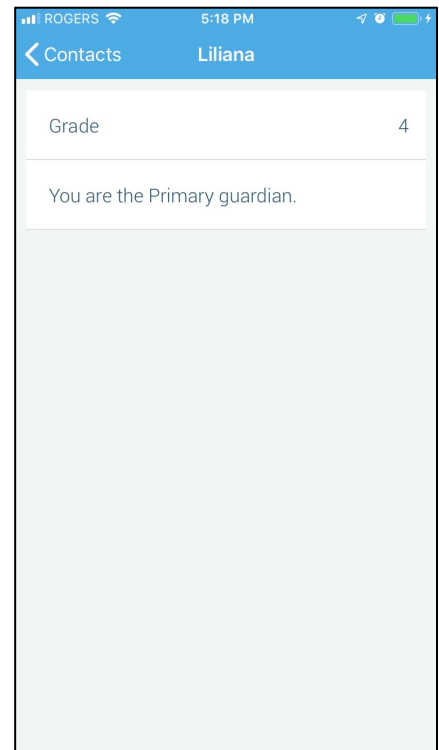 ROGERS 5:18 PM
Contacts Liliana
Grade 4
You are the Primary guardian.